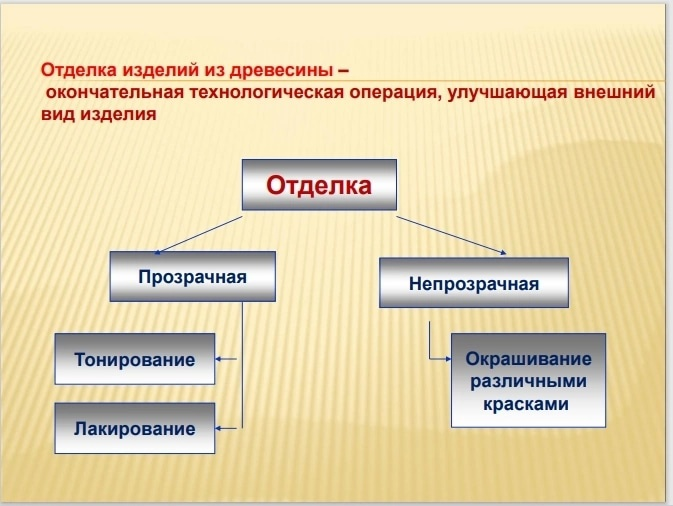 Отделка изделий из древесины –
окончательная технологическая операция, улучшающая внешний
вид изделия
Отделка
Прозрачная
Непрозрачная
Тонирование
Окрашивание
различными
красками
Лакирование